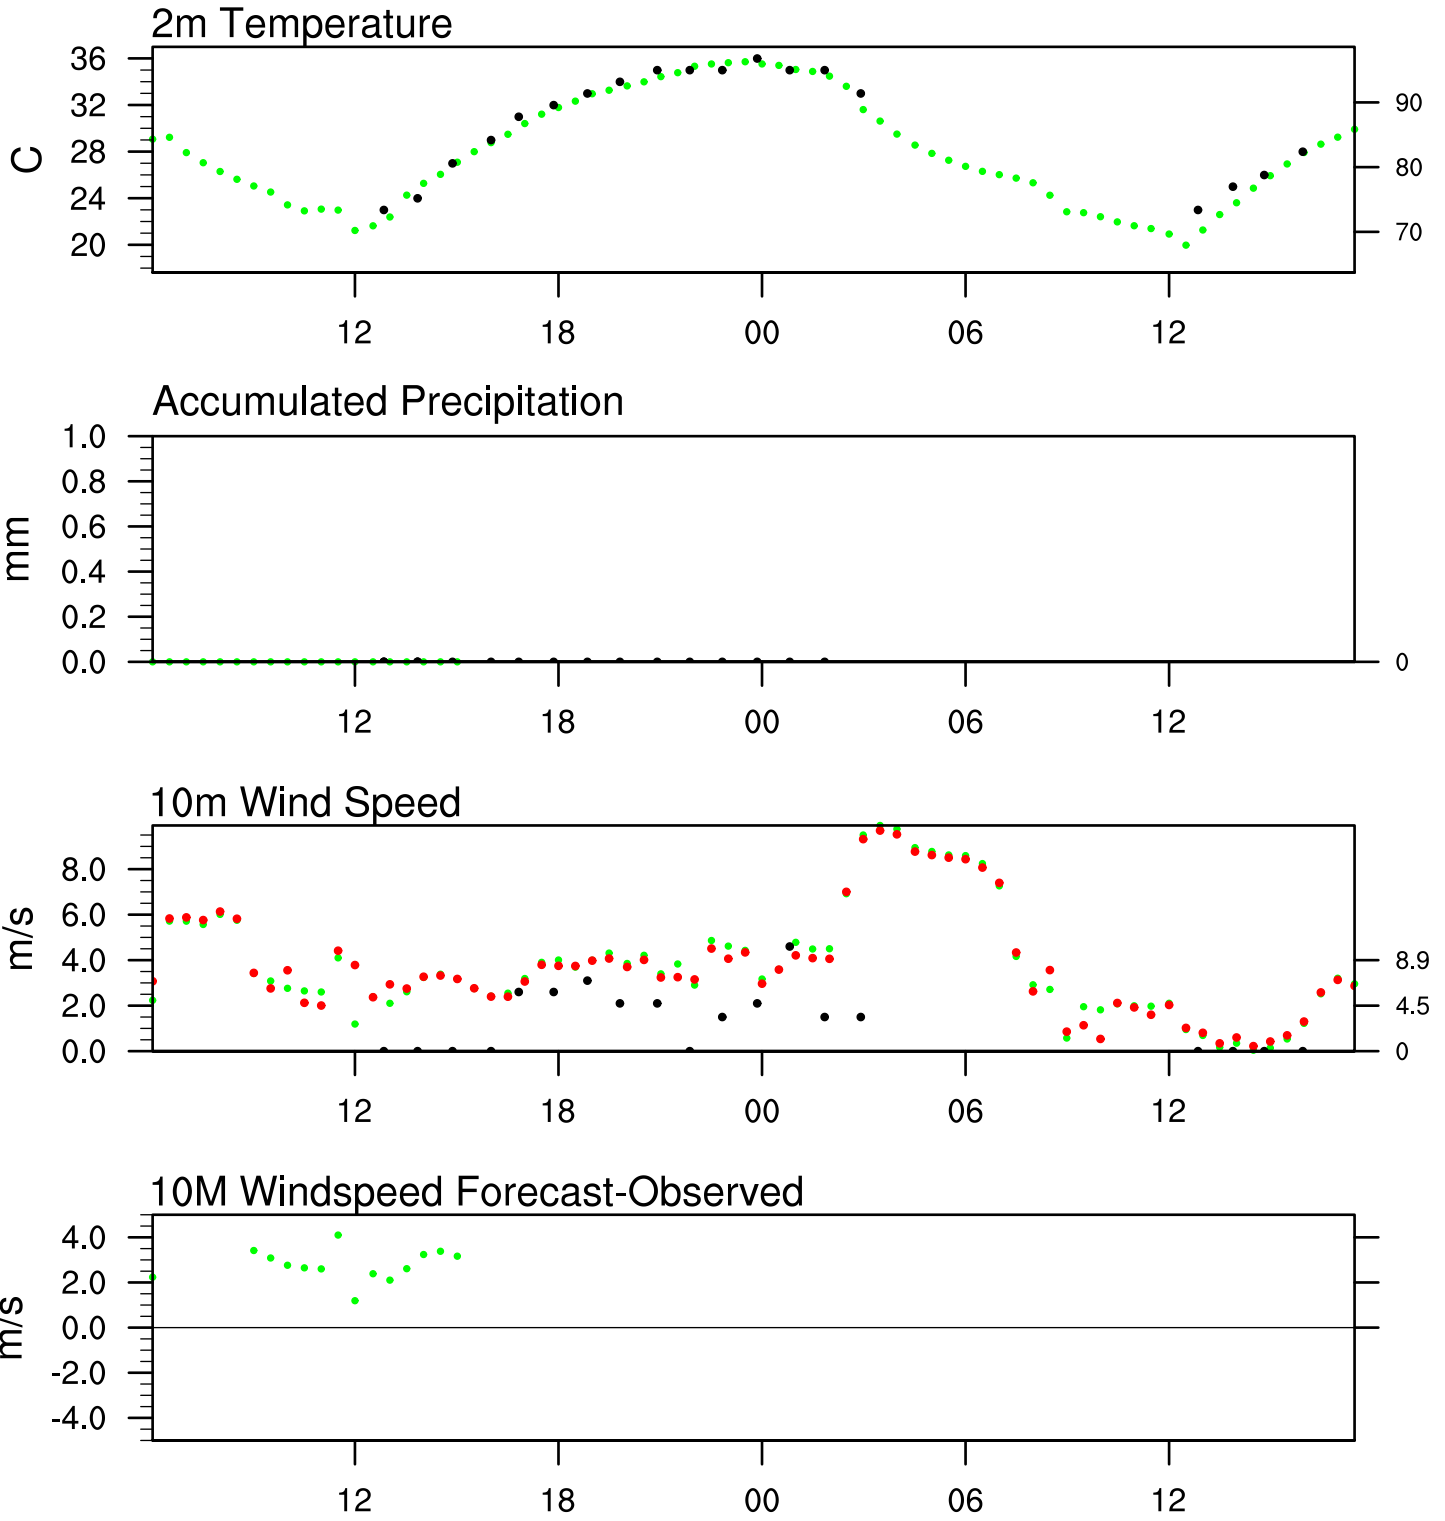 2m Temperature
C
36
32
28
24
20
90
80
70
12 18 00 06 12
Accumulated Precipitation
mm
1.0
0.8
0.6
0.4
0.2
0.0
0
12 18 00 06 12
10m Wind Speed
m/s
8.0
6.0
4.0
2.0
0.0
8.9
4.5
0
12 18 00 06 12
10M Windspeed Forecast-Observed
m/s
4.0
2.0
0.0
-2.0
-4.0
12 18 00 06 12